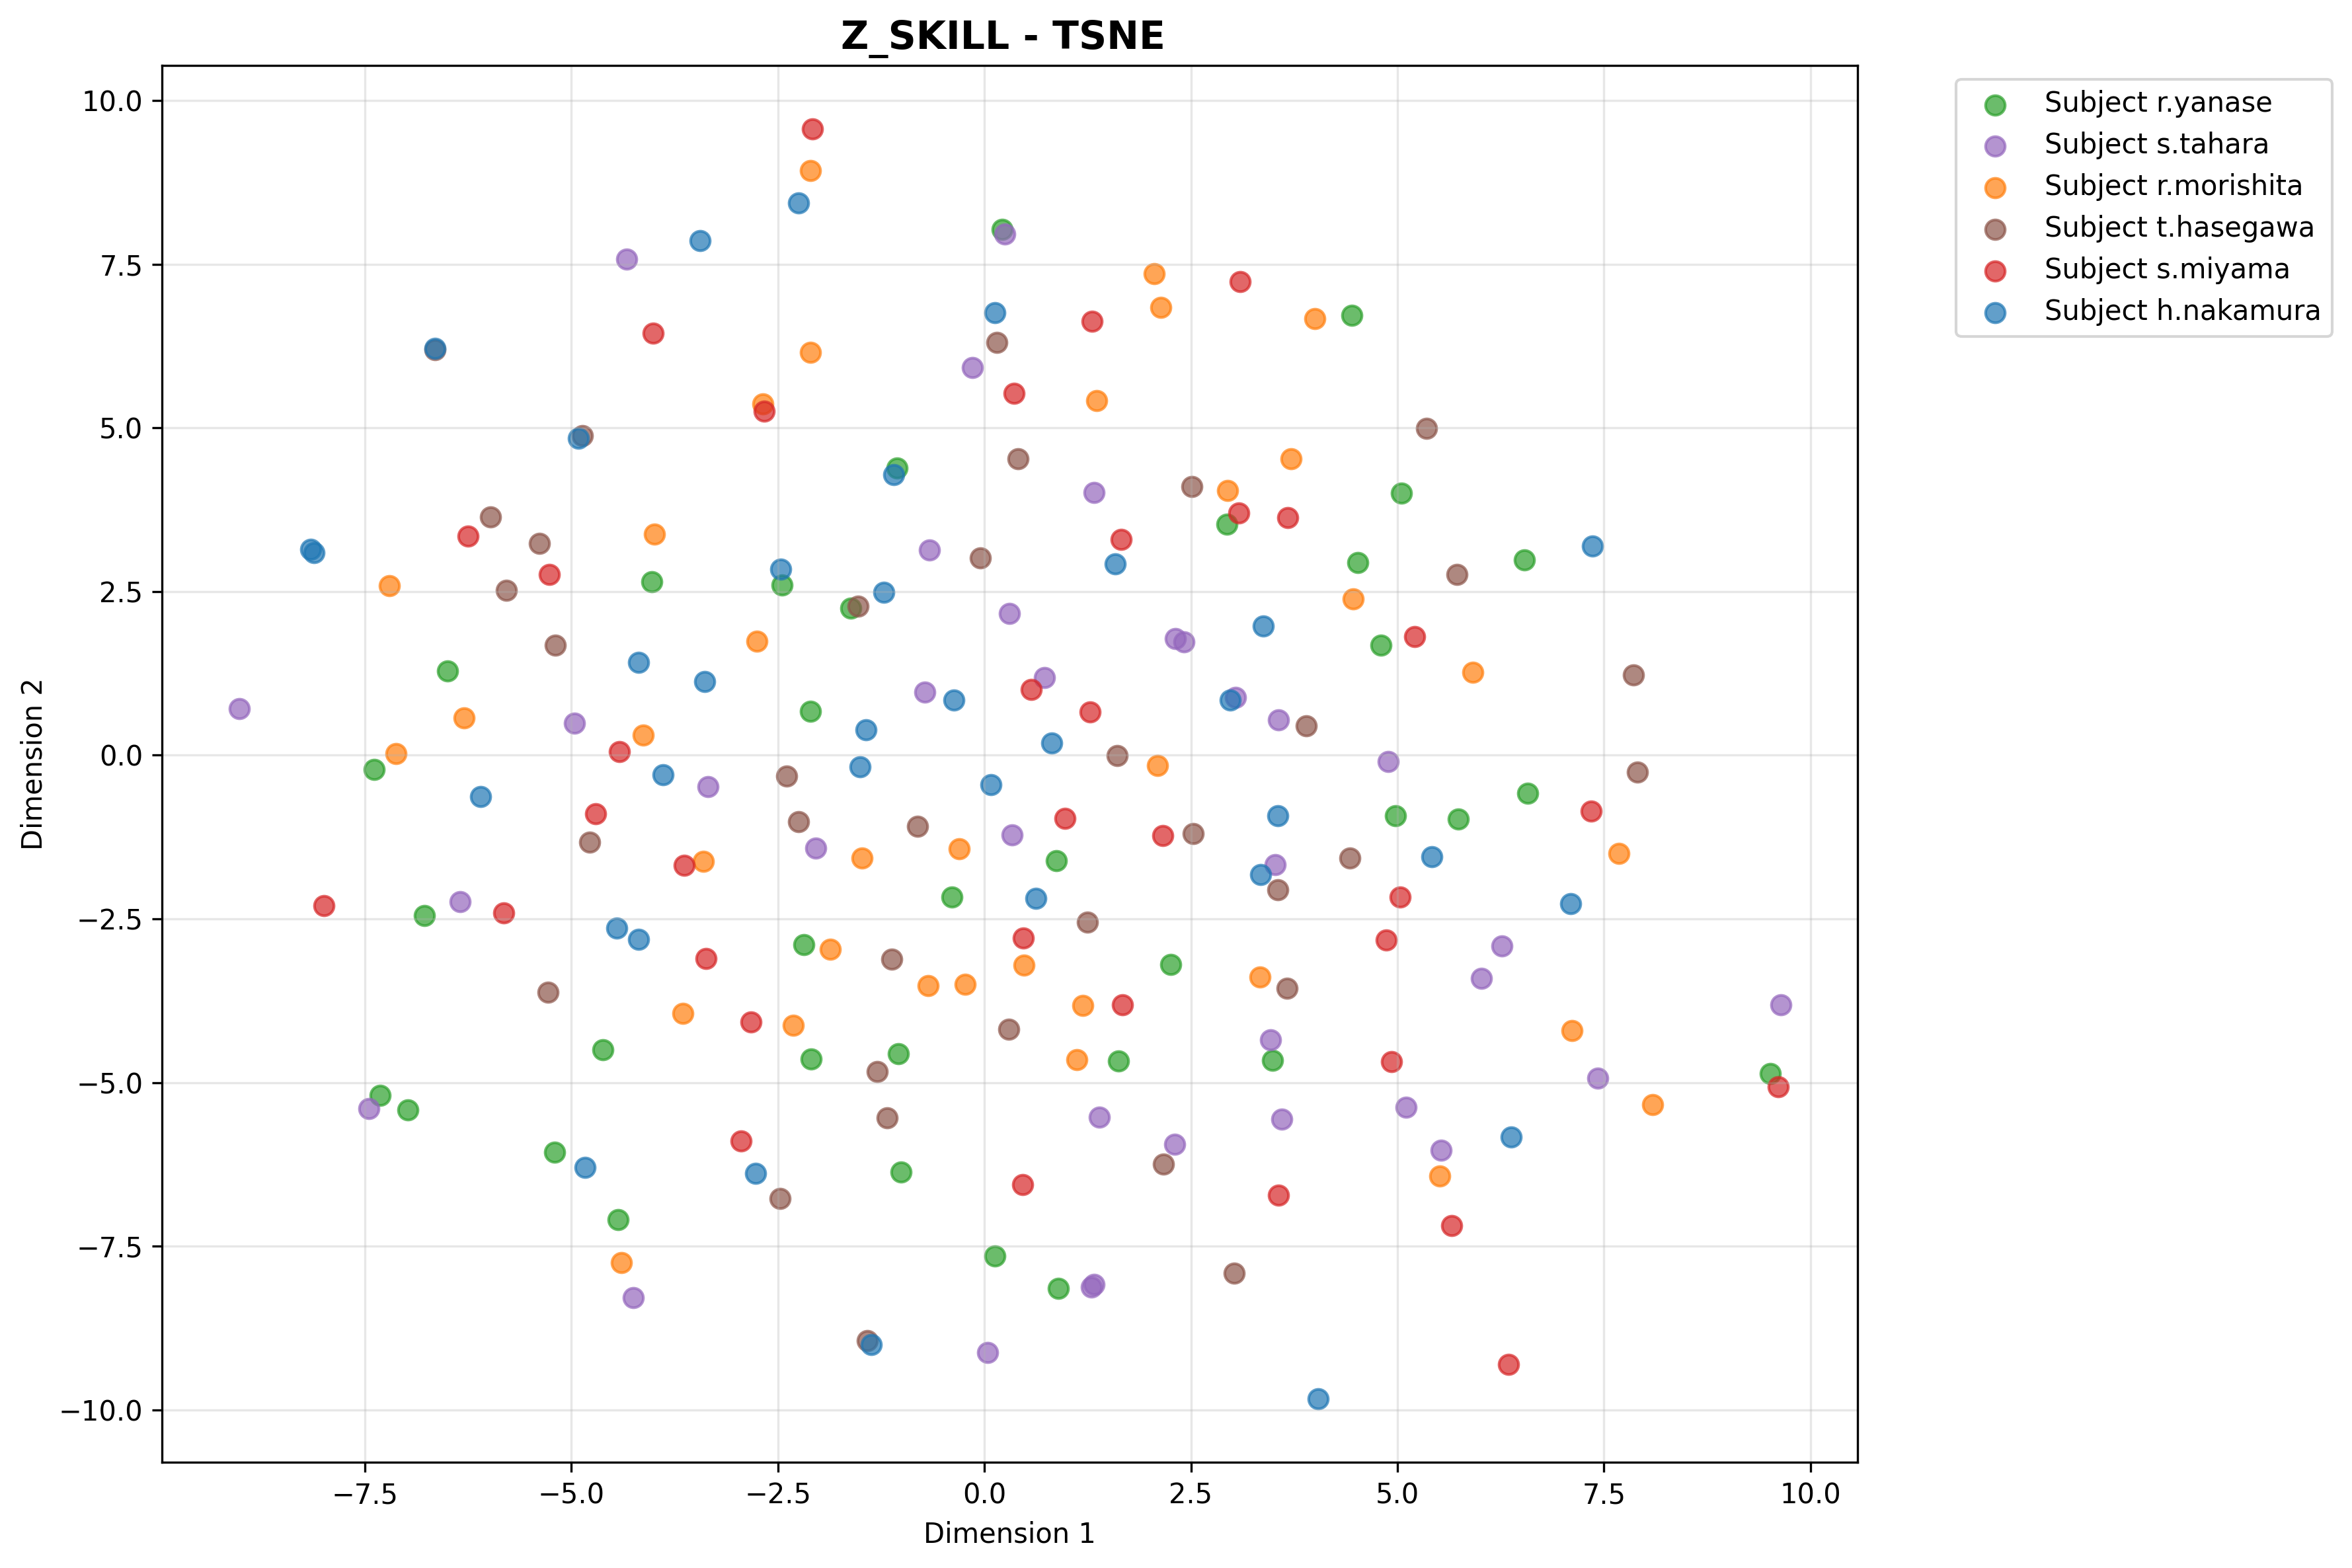 Z_SKILL - TSNE
Subject r.yanase
Subject s.tahara
Subject r.morishita
Subject t.hasegawa
Subject s.miyama
Subject h.nakamura
Dimension 2
10.0
7.5
5.0
2.5
0.0
−2.5
−5.0
−7.5
−10.0
−7.5 −5.0 −2.5 0.0 2.5 5.0 7.5 10.0
Dimension 1